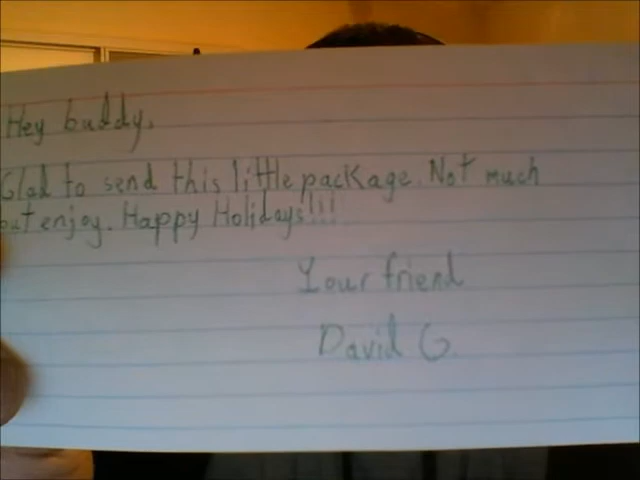 Hey buddy,
Glad to send this little package. Not much
but enjoy. Happy Holidays!!!
Your friend
David G.